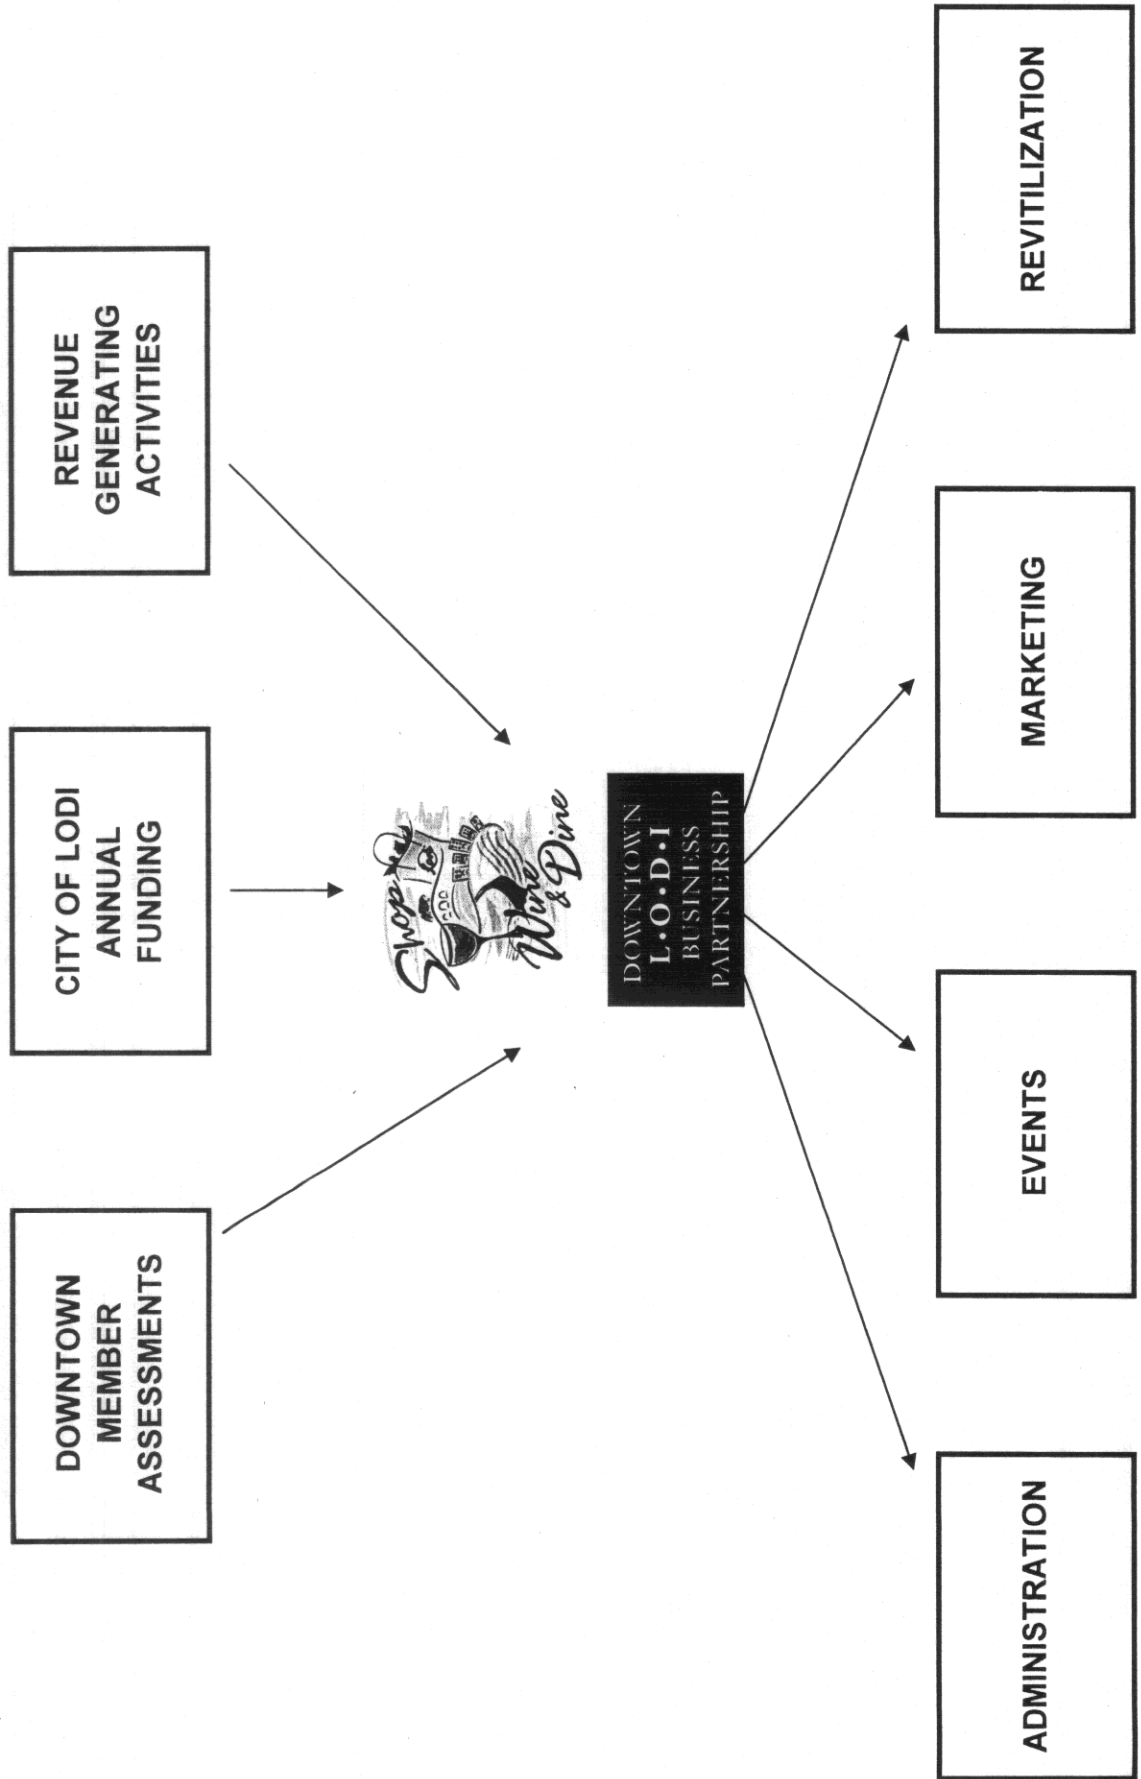 DOWNTOWN
MEMBER
ASSESSMENTS
CITY OF LODI
ANNUAL
FUNDING
REVENUE
GENERATING
ACTIVITIES
Shop
Wine
& Dine
DOWNTOWN
L•O•D•I
BUSINESS
PARTNERSHIP
ADMINISTRATION
EVENTS
MARKETING
REVITILIZATION